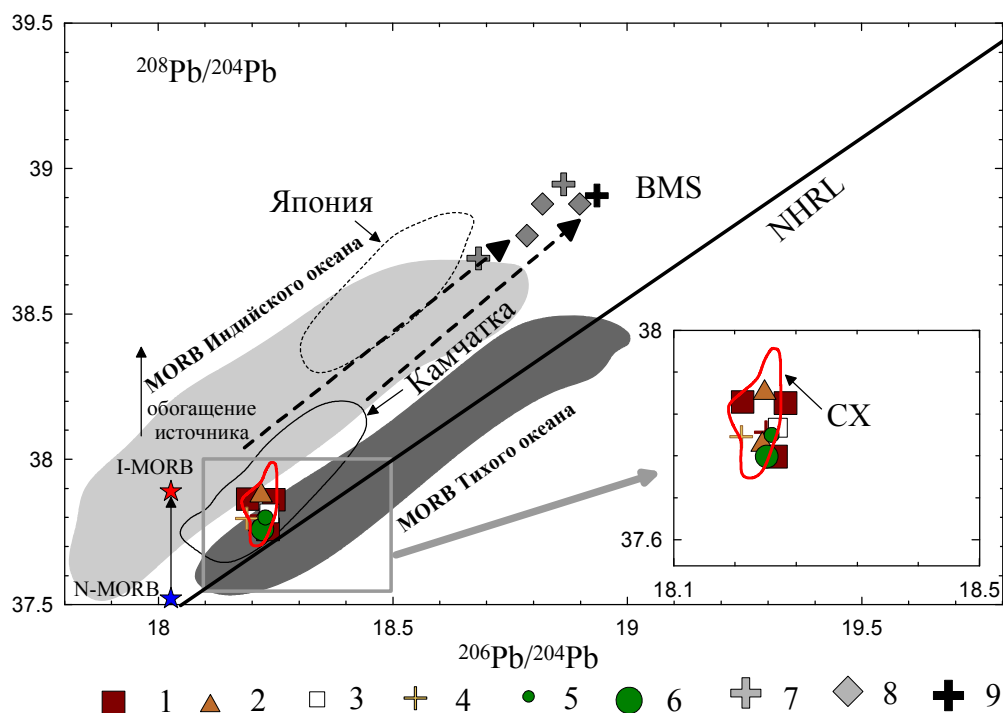 39.5
39
38.5
38
37.5
²⁰⁸Pb/²⁰⁴Pb
Япония
BMS
NHRL
MORB Индийского океана
Камчатка
обогащение
источника
I-MORB
N-MORB
MORB Тихого океана
38
37.6
18.1
18.5
СХ
18
18.5
19
19.5
²⁰⁶Pb/²⁰⁴Pb
1 2 3 4 5 6 7 8 9